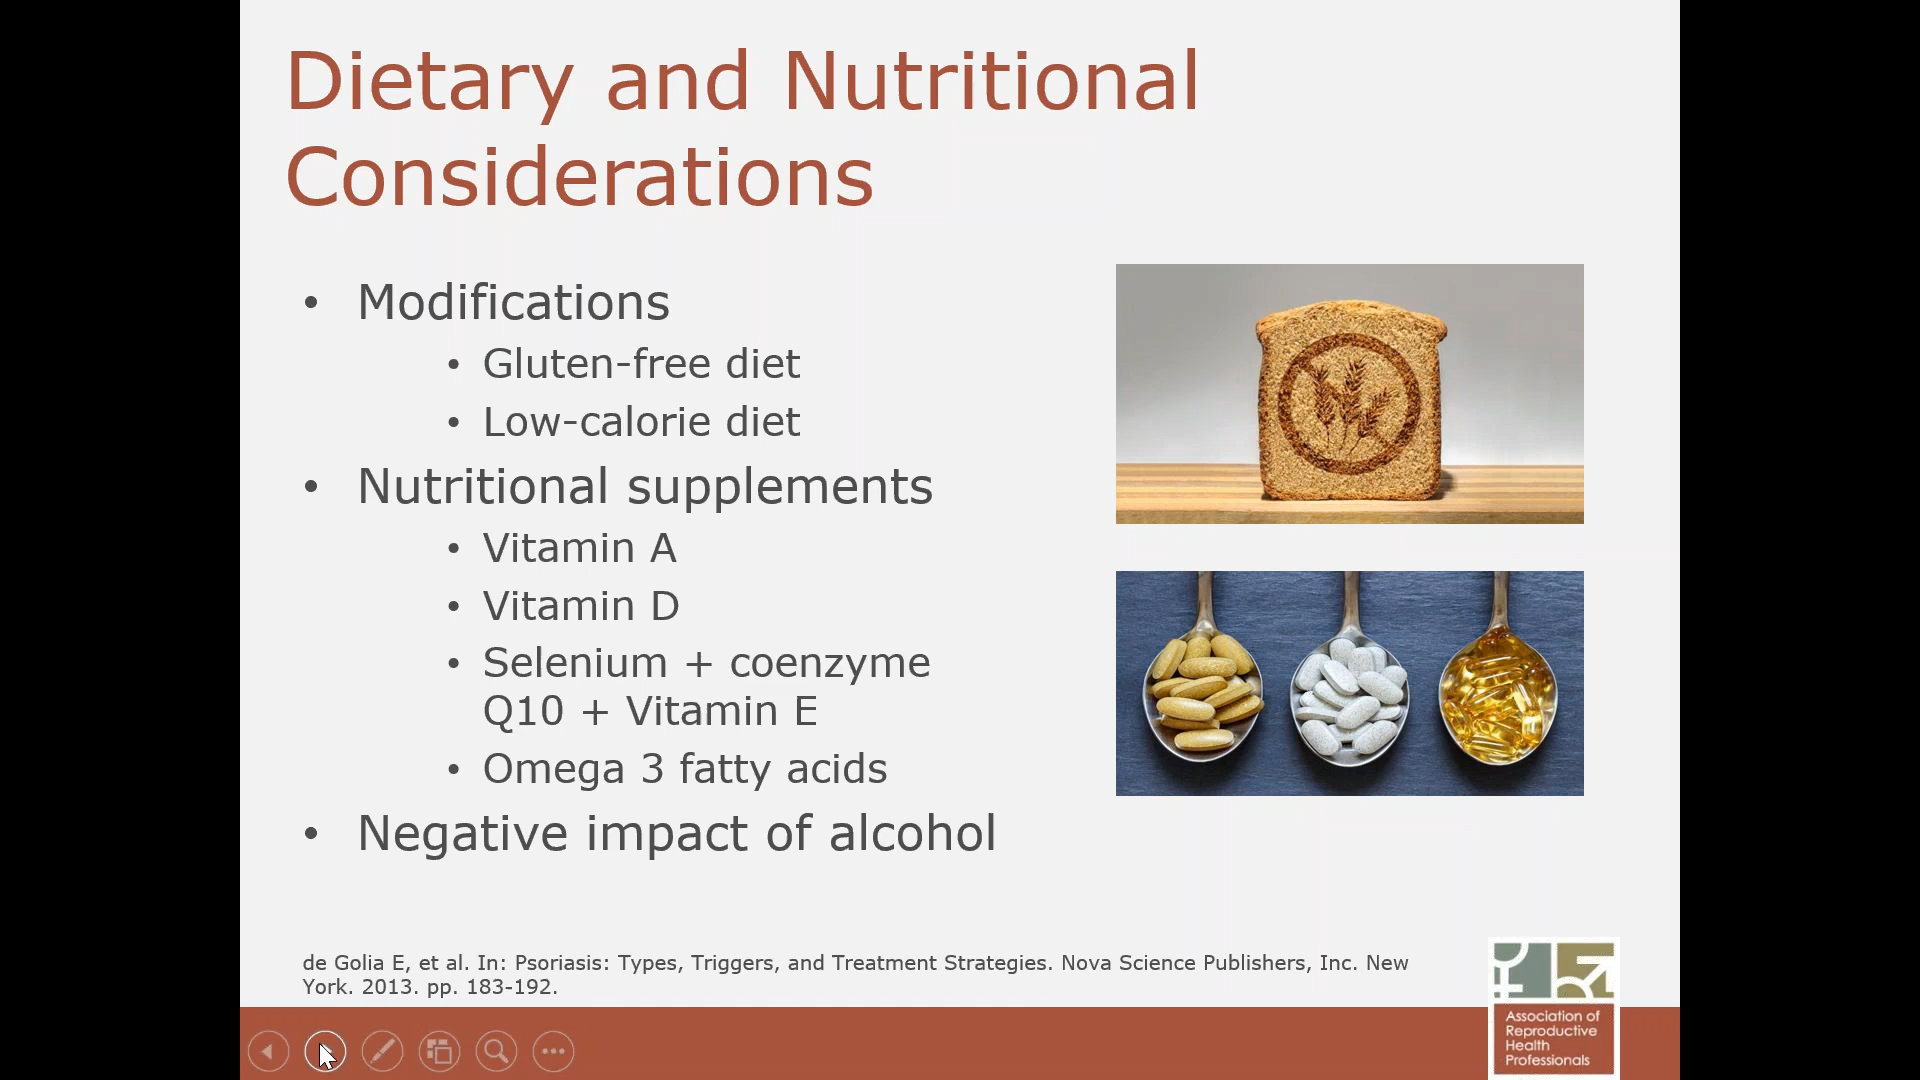 Dietary and Nutritional
Considerations
• Modifications
• Gluten-free diet
• Low-calorie diet
• Nutritional supplements
• Vitamin A
• Vitamin D
• Selenium + coenzyme
Q10 + Vitamin E
• Omega 3 fatty acids
• Negative impact of alcohol
de Golia E, et al. In: Psoriasis: Types, Triggers, and Treatment Strategies. Nova Science Publishers, Inc. New
York. 2013. pp. 183-192.
Association of
Reproductive
Health
Professionals